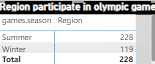 Region participate in olympic game
games.season Region
Summer 228
Winter 119
Total 228